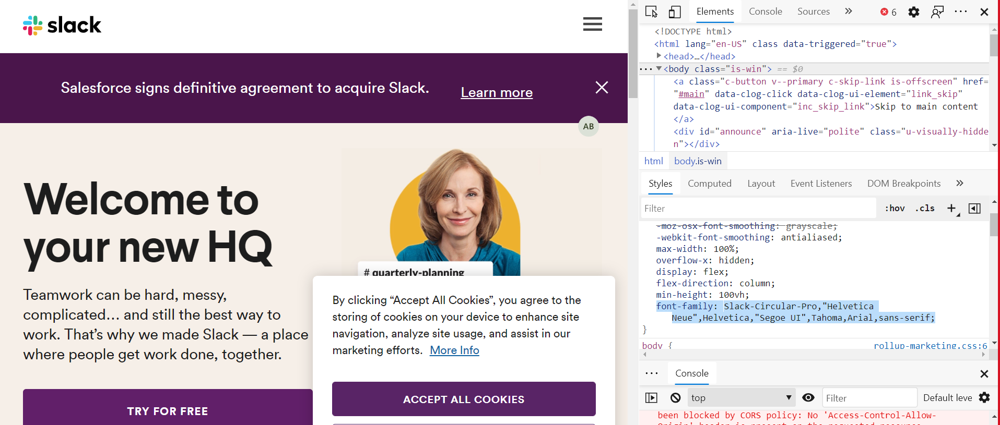 slack
Salesforce signs definitive agreement to acquire Slack.
Learn more
AB
Welcome to
your new HQ
# quarterly-planning
Teamwork can be hard, messy,
complicated… and still the best way to
work. That’s why we made Slack — a place
where people get work done, together.
TRY FOR FREE
By clicking “Accept All Cookies”, you agree to the
storing of cookies on your device to enhance site
navigation, analyze site usage, and assist in our
marketing efforts. More Info
ACCEPT ALL COOKIES
Elements Console Sources » 6
<!DOCTYPE html>
<html lang="en-US" class data-triggered="true">
<head>…</head>
<body class="is-win"> == $0
<a class="c-button v--primary c-skip-link is-offscreen" href=
"#main" data-clog-click data-clog-ui-element="link_skip"
data-clog-ui-component="inc_skip_link">Skip to main content
</a>
<div id="announce" aria-live="polite" class="u-visually-hidde
n"></div>
html body.is-win
Styles Computed Layout Event Listeners DOM Breakpoints »
Filter :hov .cls +
-moz-osx-font-smoothing: grayscale;
-webkit-font-smoothing: antialiased;
max-width: 100%;
overflow-x: hidden;
display: flex;
flex-direction: column;
min-height: 100vh;
font-family: Slack-Circular-Pro,"Helvetica
Neue",Helvetica,"Segoe UI",Tahoma,Arial,sans-serif;
}
body { rollup-marketing.css:6
Console
top Filter Default leve
been blocked by CORS policy: No 'Access-Control-Allow-